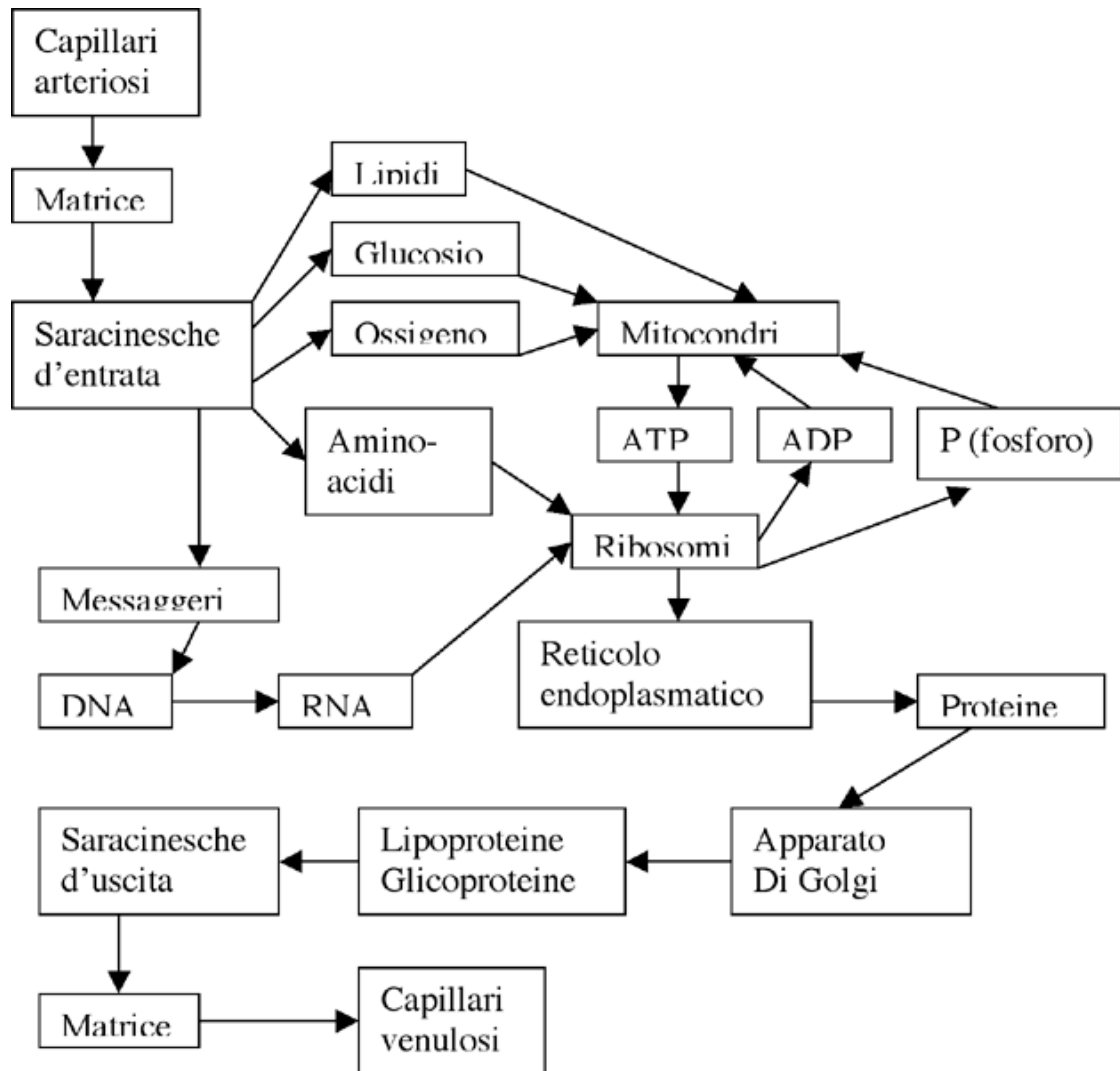 Capillari
arteriosi
Matrice
Lipidi
Glucosio
Saracinesche
d'entrata
Ossigeno
Mitocondri
Amino-
acidi
ATP
ADP
P (fosforo)
Ribosomi
Messaggeri
Reticolo
endoplasmatico
DNA
RNA
Proteine
Saracinesche
d'uscita
Lipoproteine
Glicoproteine
Apparato
Di Golgi
Matrice
Capillari
venulosi